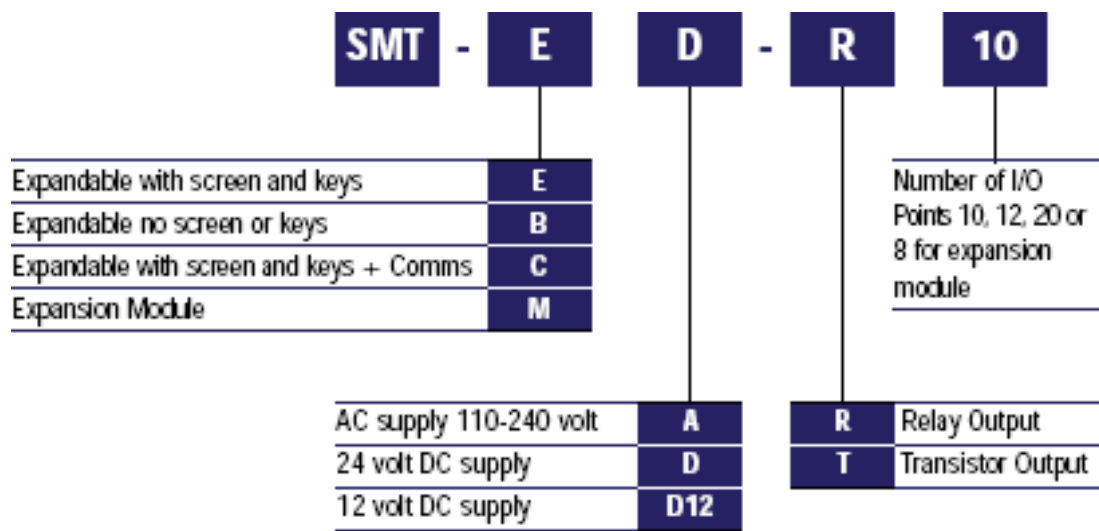 SMT - E D - R 10
Expandable with screen and keys E
Expandable no screen or keys B
Expandable with screen and keys + Comms C
Expansion Module M
Number of I/O
Points 10, 12, 20 or
8 for expansion
module
AC supply 110-240 volt A
24 volt DC supply D
12 volt DC supply D12
R Relay Output
T Transistor Output